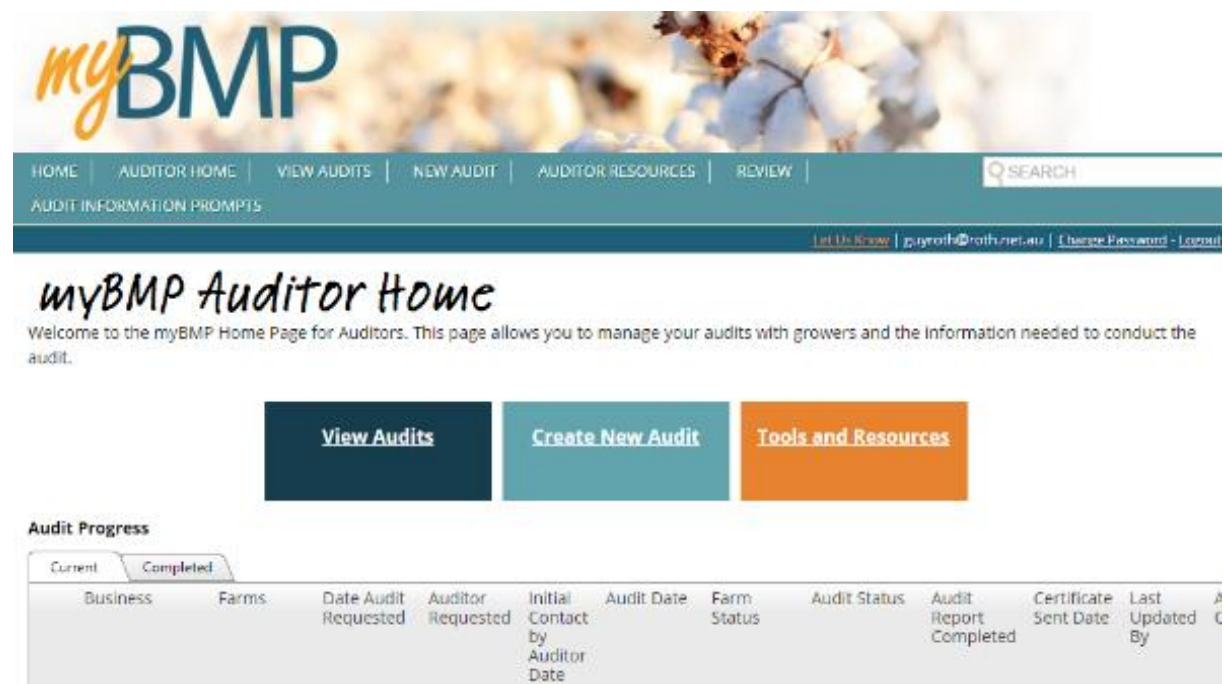 myBMP
HOME | AUDITOR HOME | VIEW AUDITS | NEW AUDIT | AUDITOR RESOURCES | REVIEW |
SEARCH
AUDIT INFORMATION PROMPTS
Let Us Know | guyroth@roth.net.au | Change Password - Logout
myBMP Auditor Home
Welcome to the myBMP Home Page for Auditors. This page allows you to manage your audits with growers and the information needed to conduct the
audit.
View Audits
Create New Audit
Tools and Resources
Audit Progress
Current
Completed
Business
Farms
Date Audit
Requested
Auditor
Requested
Initial
Contact
by
Auditor
Date
Audit Date
Farm
Status
Audit Status
Audit
Report
Completed
Certificate
Sent Date
Last
Updated
By